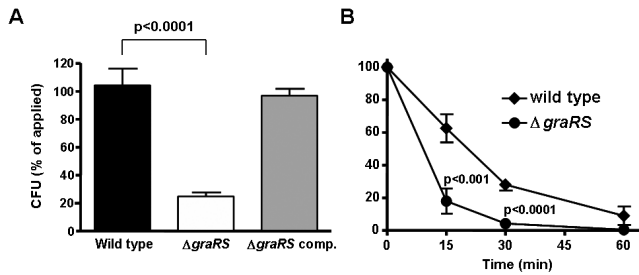 A
p<0.0001
CFU (% of applied)
120
100
80
60
40
20
0
Wild type
ΔgraRS
ΔgraRS comp.
B
100
80
60
40
20
0
wild type
Δ graRS
p<0.001
p<0.0001
0
15
30
45
60
Time (min)